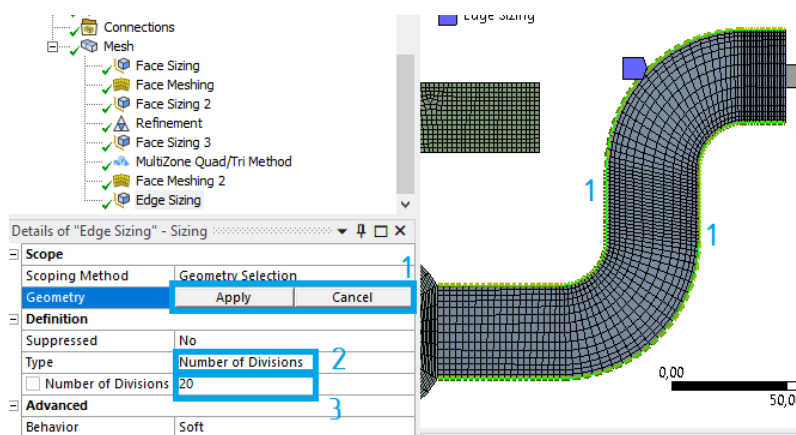 Connections
Edge Sizing
Mesh
Face Sizing
Face Meshing
Face Sizing 2
Refinement
Face Sizing 3
MultiZone Quad/Tri Method
Face Meshing 2
Edge Sizing
1
1
Details of "Edge Sizing" - Sizing
Scope
Scoping Method Geometry Selection 1
Geometry Apply Cancel
Definition
Suppressed No
Type Number of Divisions 2
Number of Divisions 20
3
Advanced
Behavior Soft
0,00
50,0